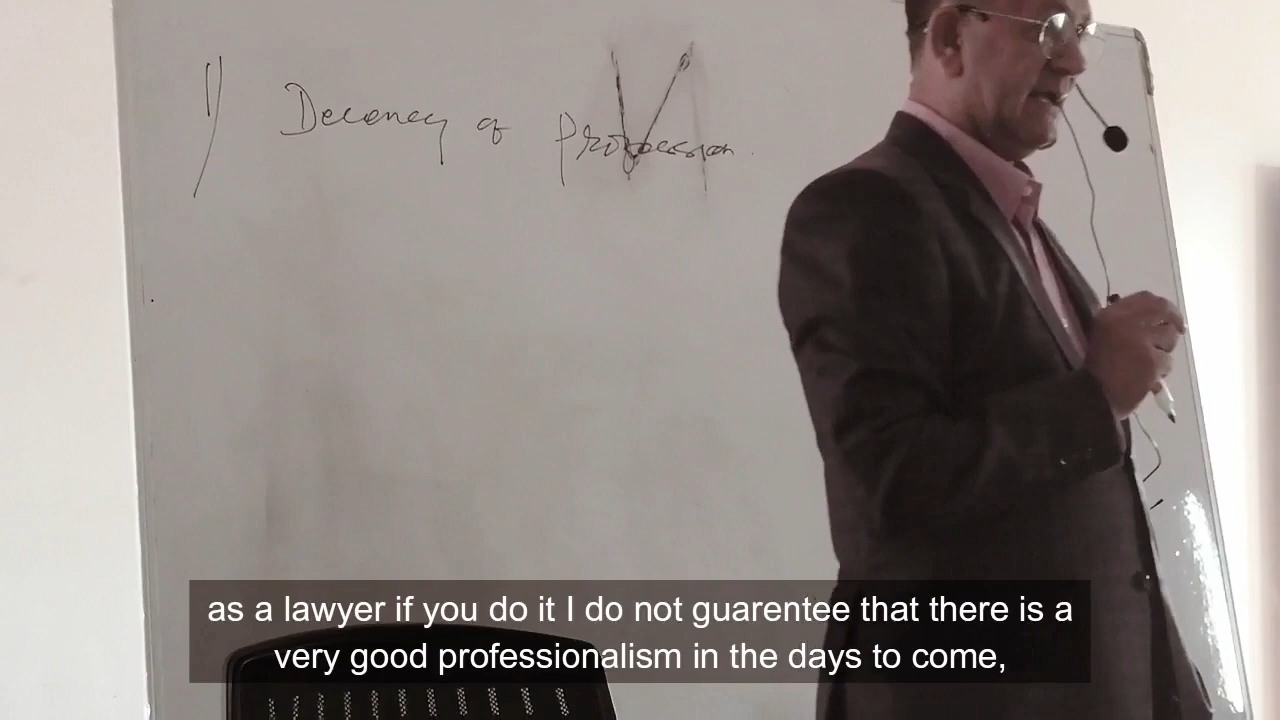 1) Decency of Profession.
as a lawyer if you do it I do not guarentee that there is a
very good professionalism in the days to come,